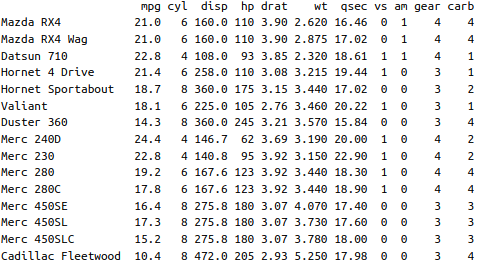 mpg cyl disp hp drat wt qsec vs am gear carb
Mazda RX4 21.0 6 160.0 110 3.90 2.620 16.46 0 1 4 4
Mazda RX4 Wag 21.0 6 160.0 110 3.90 2.875 17.02 0 1 4 4
Datsun 710 22.8 4 108.0 93 3.85 2.320 18.61 1 1 4 1
Hornet 4 Drive 21.4 6 258.0 110 3.08 3.215 19.44 1 0 3 1
Hornet Sportabout 18.7 8 360.0 175 3.15 3.440 17.02 0 0 3 2
Valiant 18.1 6 225.0 105 2.76 3.460 20.22 1 0 3 1
Duster 360 14.3 8 360.0 245 3.21 3.570 15.84 0 0 3 4
Merc 240D 24.4 4 146.7 62 3.69 3.190 20.00 1 0 4 2
Merc 230 22.8 4 140.8 95 3.92 3.150 22.90 1 0 4 2
Merc 280 19.2 6 167.6 123 3.92 3.440 18.30 1 0 4 4
Merc 280C 17.8 6 167.6 123 3.92 3.440 18.90 1 0 4 4
Merc 450SE 16.4 8 275.8 180 3.07 4.070 17.40 0 0 3 3
Merc 450SL 17.3 8 275.8 180 3.07 3.730 17.60 0 0 3 3
Merc 450SLC 15.2 8 275.8 180 3.07 3.780 18.00 0 0 3 3
Cadillac Fleetwood 10.4 8 472.0 205 2.93 5.250 17.98 0 0 3 4